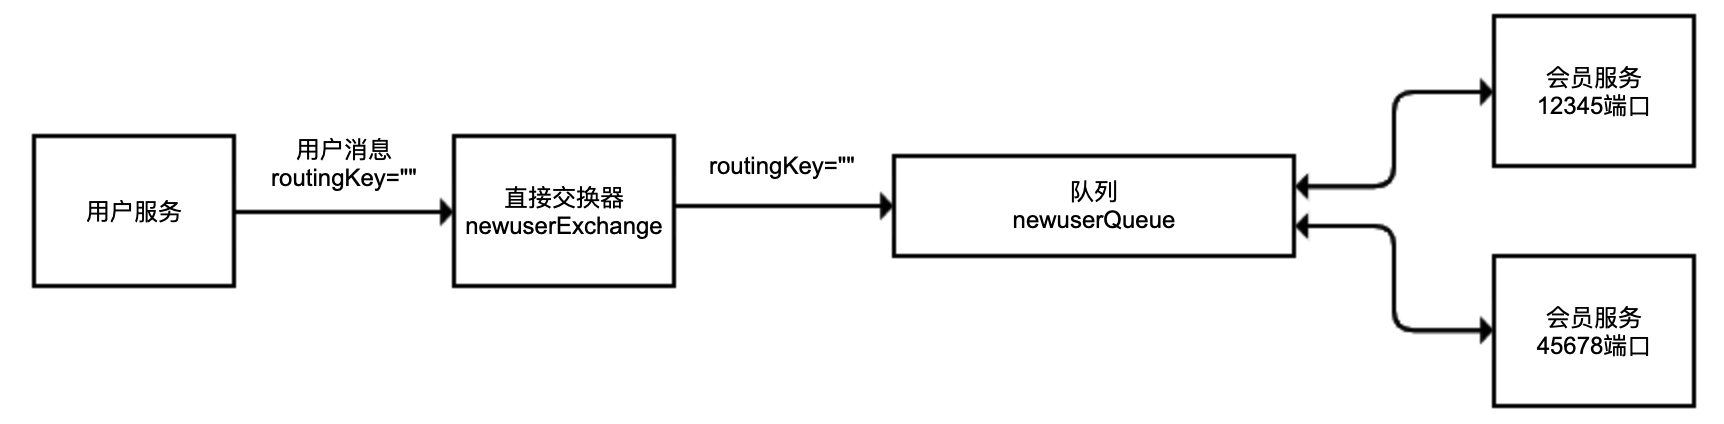 用户服务
用户消息
routingKey=""
直接交换器
newuserExchange
routingKey=""
队列
newuserQueue
会员服务
12345端口
会员服务
45678端口